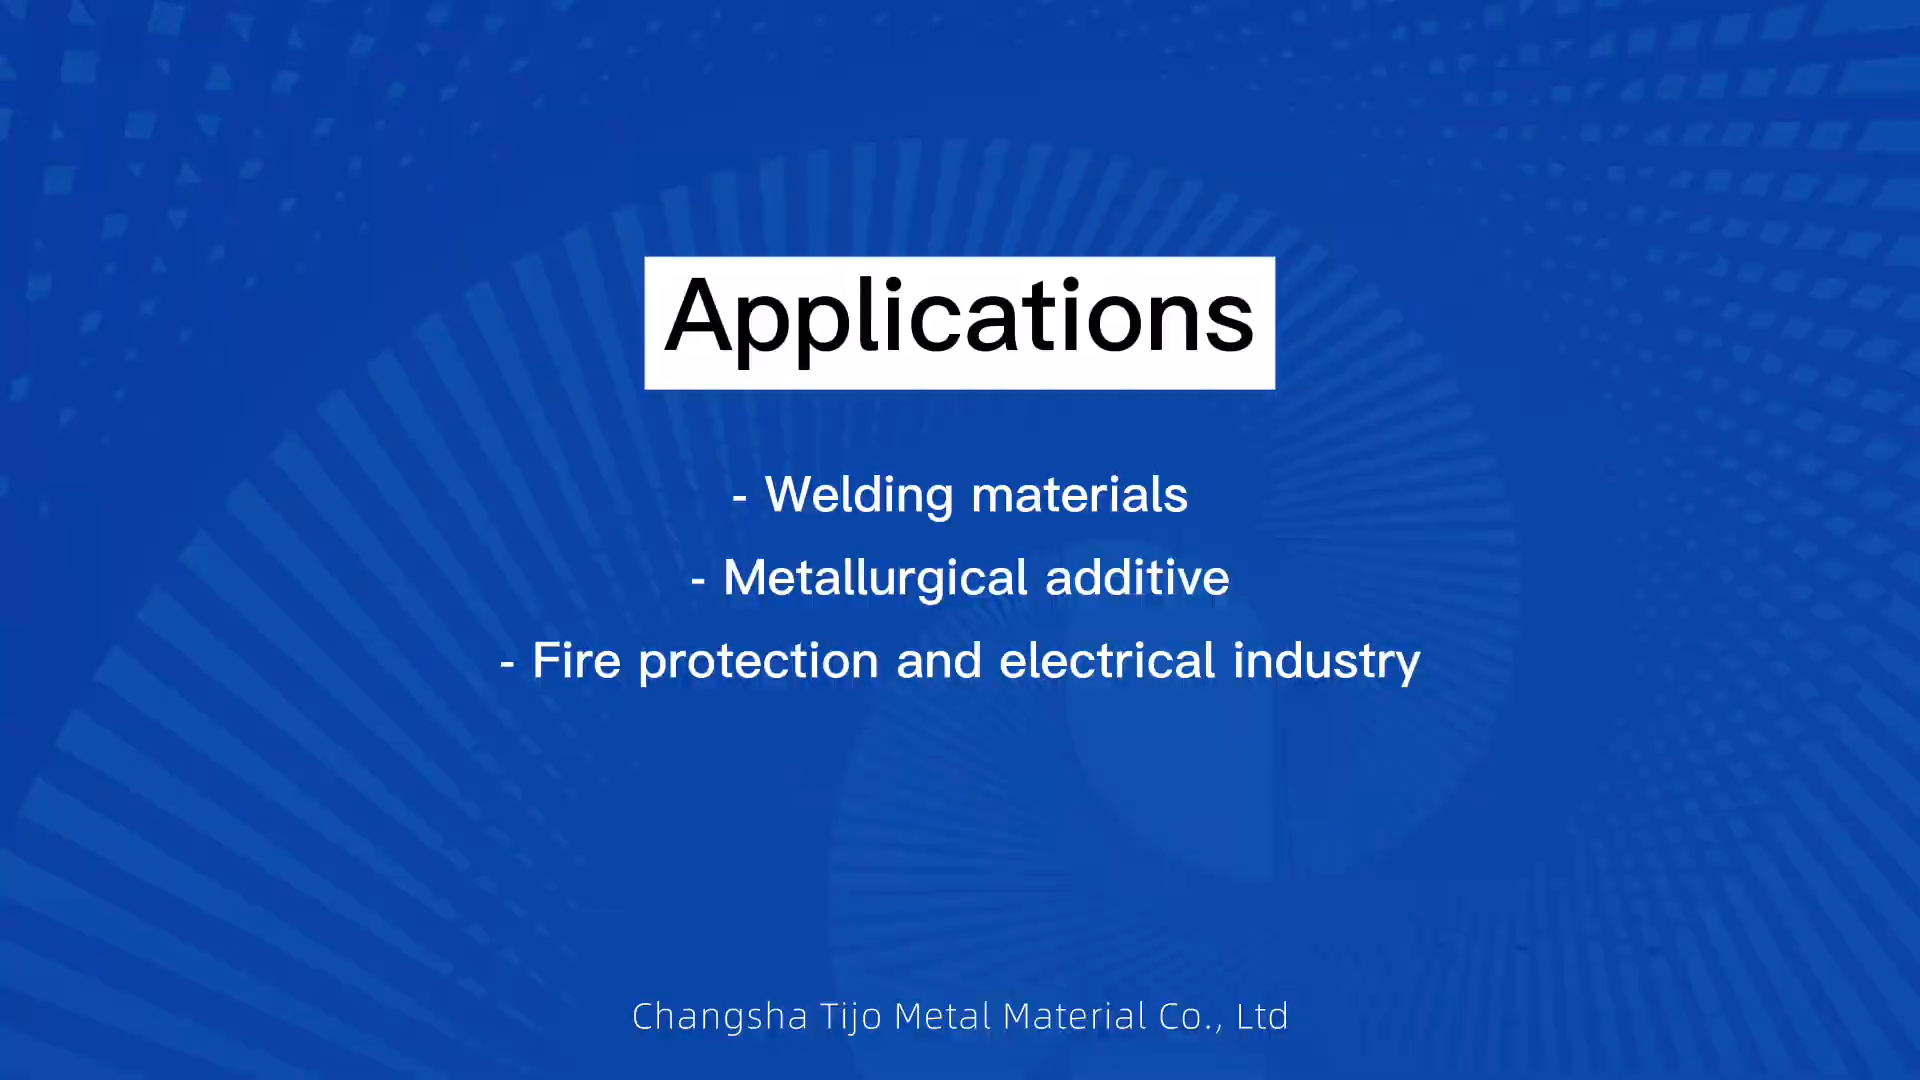 Applications
- Welding materials
- Metallurgical additive
- Fire protection and electrical industry
Changsha Tijo Metal Material Co., Ltd